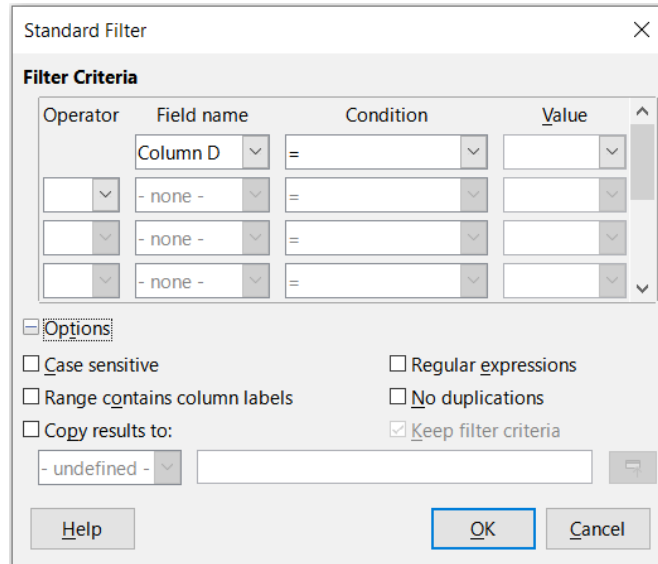 Standard Filter
Filter Criteria
Operator Field name Condition Value
Column D =
- none - =
- none - =
- none - =
Options
Case sensitive Regular expressions
Range contains column labels No duplications
Copy results to: Keep filter criteria
- undefined -
Help OK Cancel